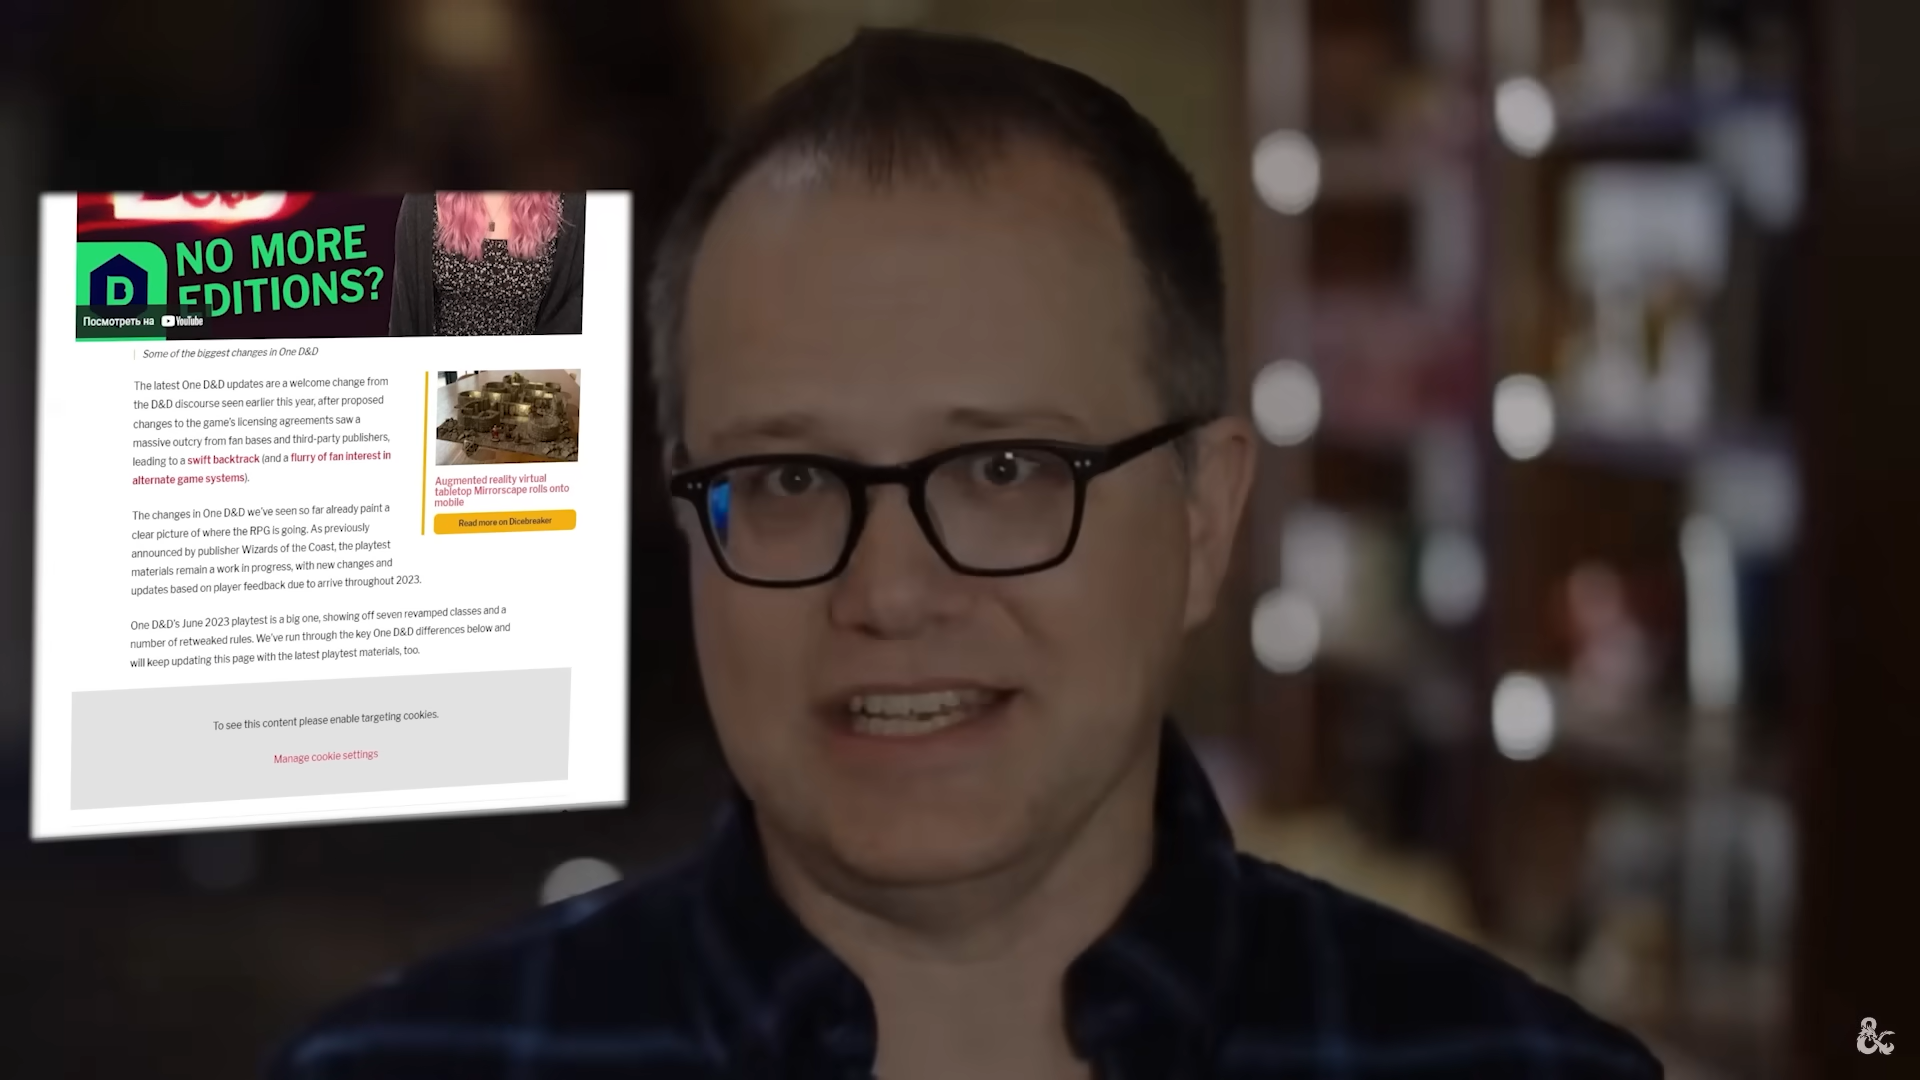 NO MORE
EDITIONS?
D
Посмотреть на YouTube
Some of the biggest changes in One D&D
The latest One D&D updates are a welcome change from
the D&D discourse seen earlier this year, after proposed
changes to the game's licensing agreements saw a
massive outcry from fan bases and third-party publishers,
leading to a swift backtrack (and a flurry of fan interest in
alternate game systems).
The changes in One D&D we've seen so far already paint a
clear picture of where the RPG is going. As previously
announced by publisher Wizards of the Coast, the playtest
materials remain a work in progress, with new changes and
updates based on player feedback due to arrive throughout 2023.
Augmented reality virtual
tabletop Mirrorscape rolls onto
mobile
Read more on Dicebreaker
One D&D's June 2023 playtest is a big one, showing off seven revamped classes and a
number of retweaked rules. We've run through the key One D&D differences below and
will keep updating this page with the latest playtest materials, too.
To see this content please enable targeting cookies.
Manage cookie settings
&